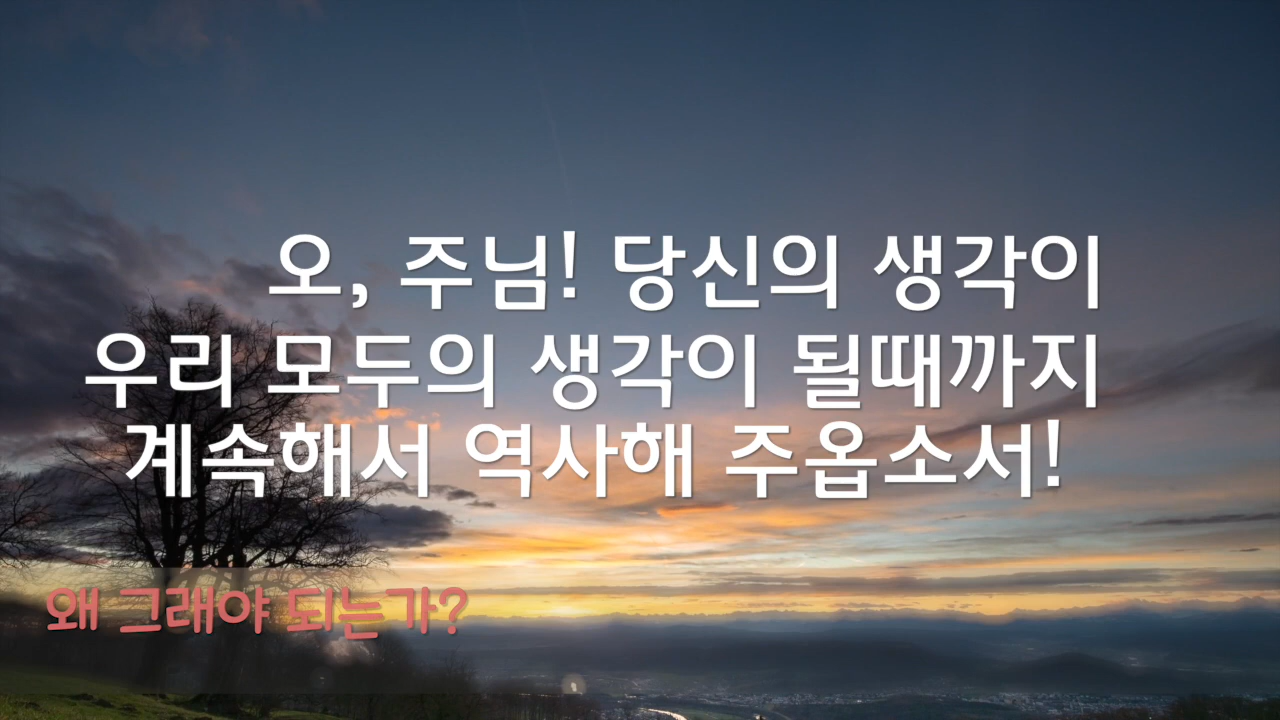 오, 주님! 당신의 생각이
우리 모두의 생각이 될때까지
계속해서 역사해 주옵소서!
왜 그래야 되는가?